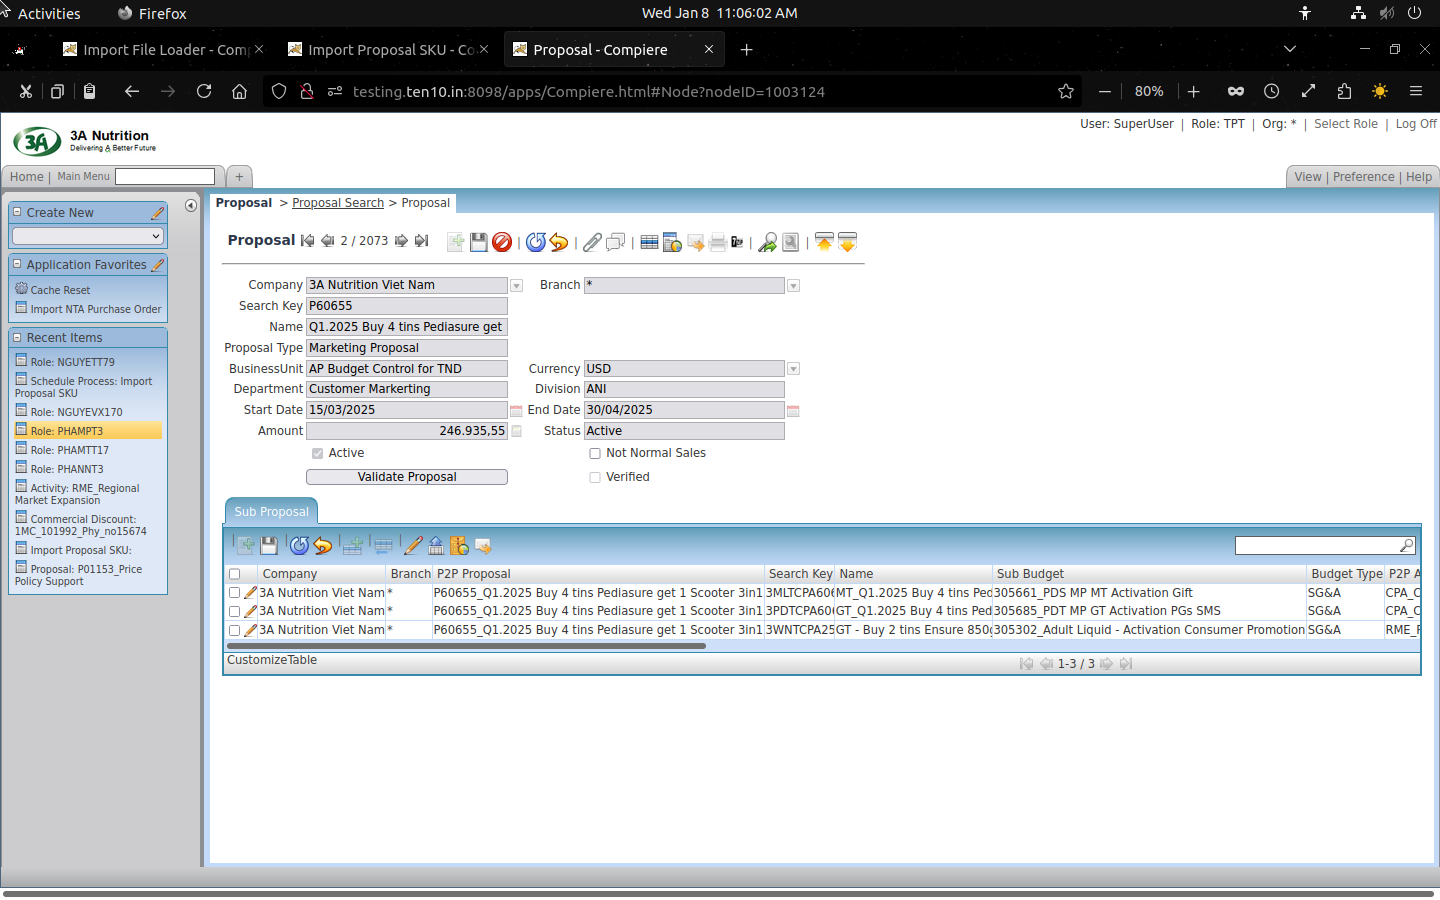 Activities Firefox Wed Jan 8 11:06:02 AM
Import File Loader - Comp Import Proposal SKU - Co Proposal - Compiere
testing.ten10.in:8098/apps/Compiere.html#Node?nodeID=1003124 80%
User: SuperUser | Role: TPT | Org: * | Select Role | Log Off
3A 3A Nutrition
Delivering A Better Future
Home | Main Menu + View | Preference | Help
Proposal > Proposal Search > Proposal
Create New
Application Favorites
Cache Reset
Import NTA Purchase Order
Recent Items
Role: NGUYETT79
Schedule Process: Import
Proposal SKU
Role: NGUYEVX170
Role: PHAMPT3
Role: PHAMTT17
Role: PHANNT3
Activity: RME_Regional
Market Expansion
Commercial Discount:
1MC_101992_Phy_no15674
Import Proposal SKU:
Proposal: P01153_Price
Policy Support
Proposal 2 / 2073
Company 3A Nutrition Viet Nam Branch *
Search Key P60655
Name Q1.2025 Buy 4 tins Pediasure get
Proposal Type Marketing Proposal
BusinessUnit AP Budget Control for TND Currency USD
Department Customer Markerting Division ANI
Start Date 15/03/2025 End Date 30/04/2025
Amount 246.935,55 Status Active
Active Not Normal Sales
Validate Proposal Verified
Sub Proposal
Company Branch P2P Proposal Search Key Name Sub Budget Budget Type P2P A
3A Nutrition Viet Nam * P60655_Q1.2025 Buy 4 tins Pediasure get 1 Scooter 3in1 3MLTCPA60 MT_Q1.2025 Buy 4 tins Ped 305661_PDS MP MT Activation Gift SG&A CPA_C
3A Nutrition Viet Nam * P60655_Q1.2025 Buy 4 tins Pediasure get 1 Scooter 3in1 3PDTCPA60 GT_Q1.2025 Buy 4 tins Ped 305685_PDT MP GT Activation PGs SMS SG&A CPA_C
3A Nutrition Viet Nam * P60655_Q1.2025 Buy 4 tins Pediasure get 1 Scooter 3in1 3WNTCPA25 GT - Buy 2 tins Ensure 850g 305302_Adult Liquid - Activation Consumer Promotion SG&A RME_F
CustomizeTable 1-3 / 3